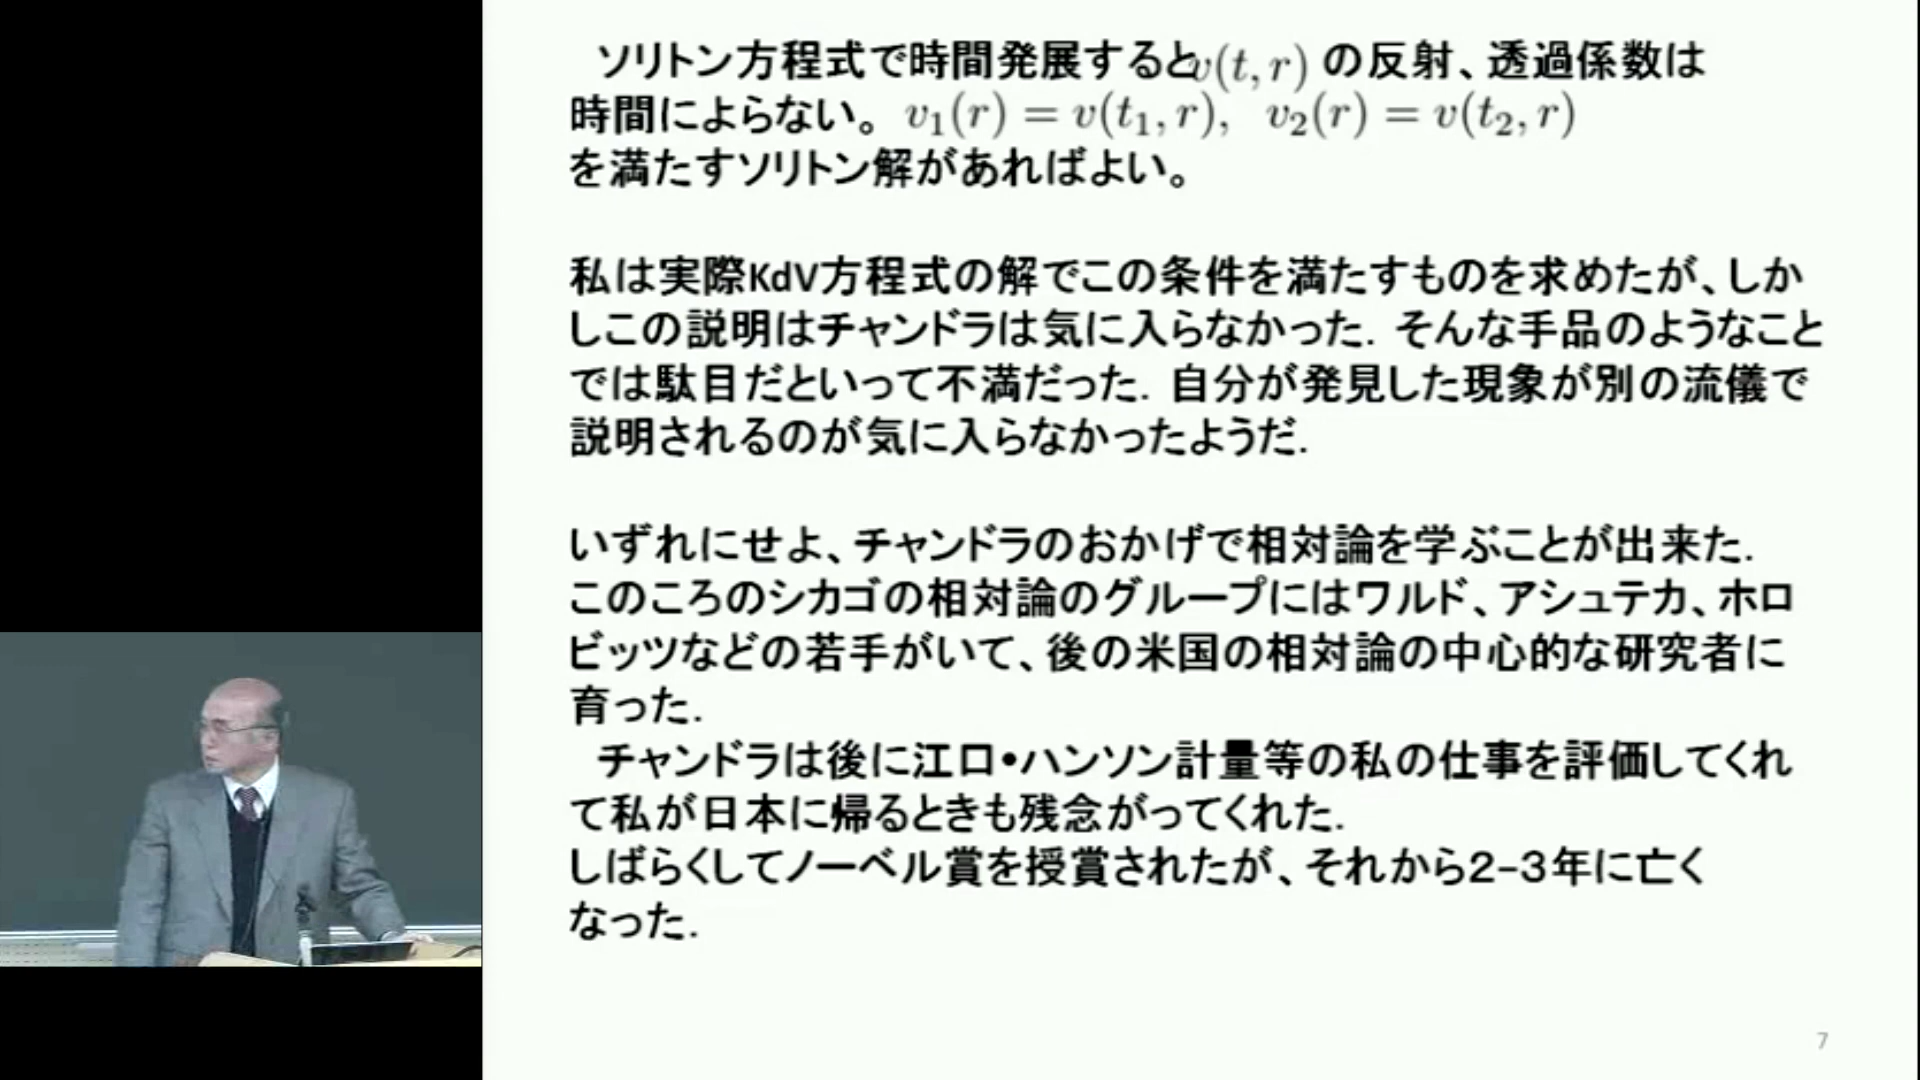 ソリトン方程式で時間発展するとv(t, r) の反射、透過係数は
時間によらない。 v₁(r) = v(t₁, r), v₂(r) = v(t₂, r)
を満たすソリトン解があればよい。
私は実際KdV方程式の解でこの条件を満たすものを求めたが、しか
しこの説明はチャンドラは気に入らなかった. そんな手品のようなこと
では駄目だといって不満だった. 自分が発見した現象が別の流儀で
説明されるのが気に入らなかったようだ.
いずれにせよ、チャンドラのおかげで相対論を学ぶことが出来た.
このころのシカゴの相対論のグループにはワルド、アシュテカ、ホロ
ビッツなどの若手がいて、後の米国の相対論の中心的な研究者に
育った.
チャンドラは後に江口・ハンソン計量等の私の仕事を評価してくれ
て私が日本に帰るときも残念がってくれた.
しばらくしてノーベル賞を授賞されたが、それから2-3年に亡く
なった.
7